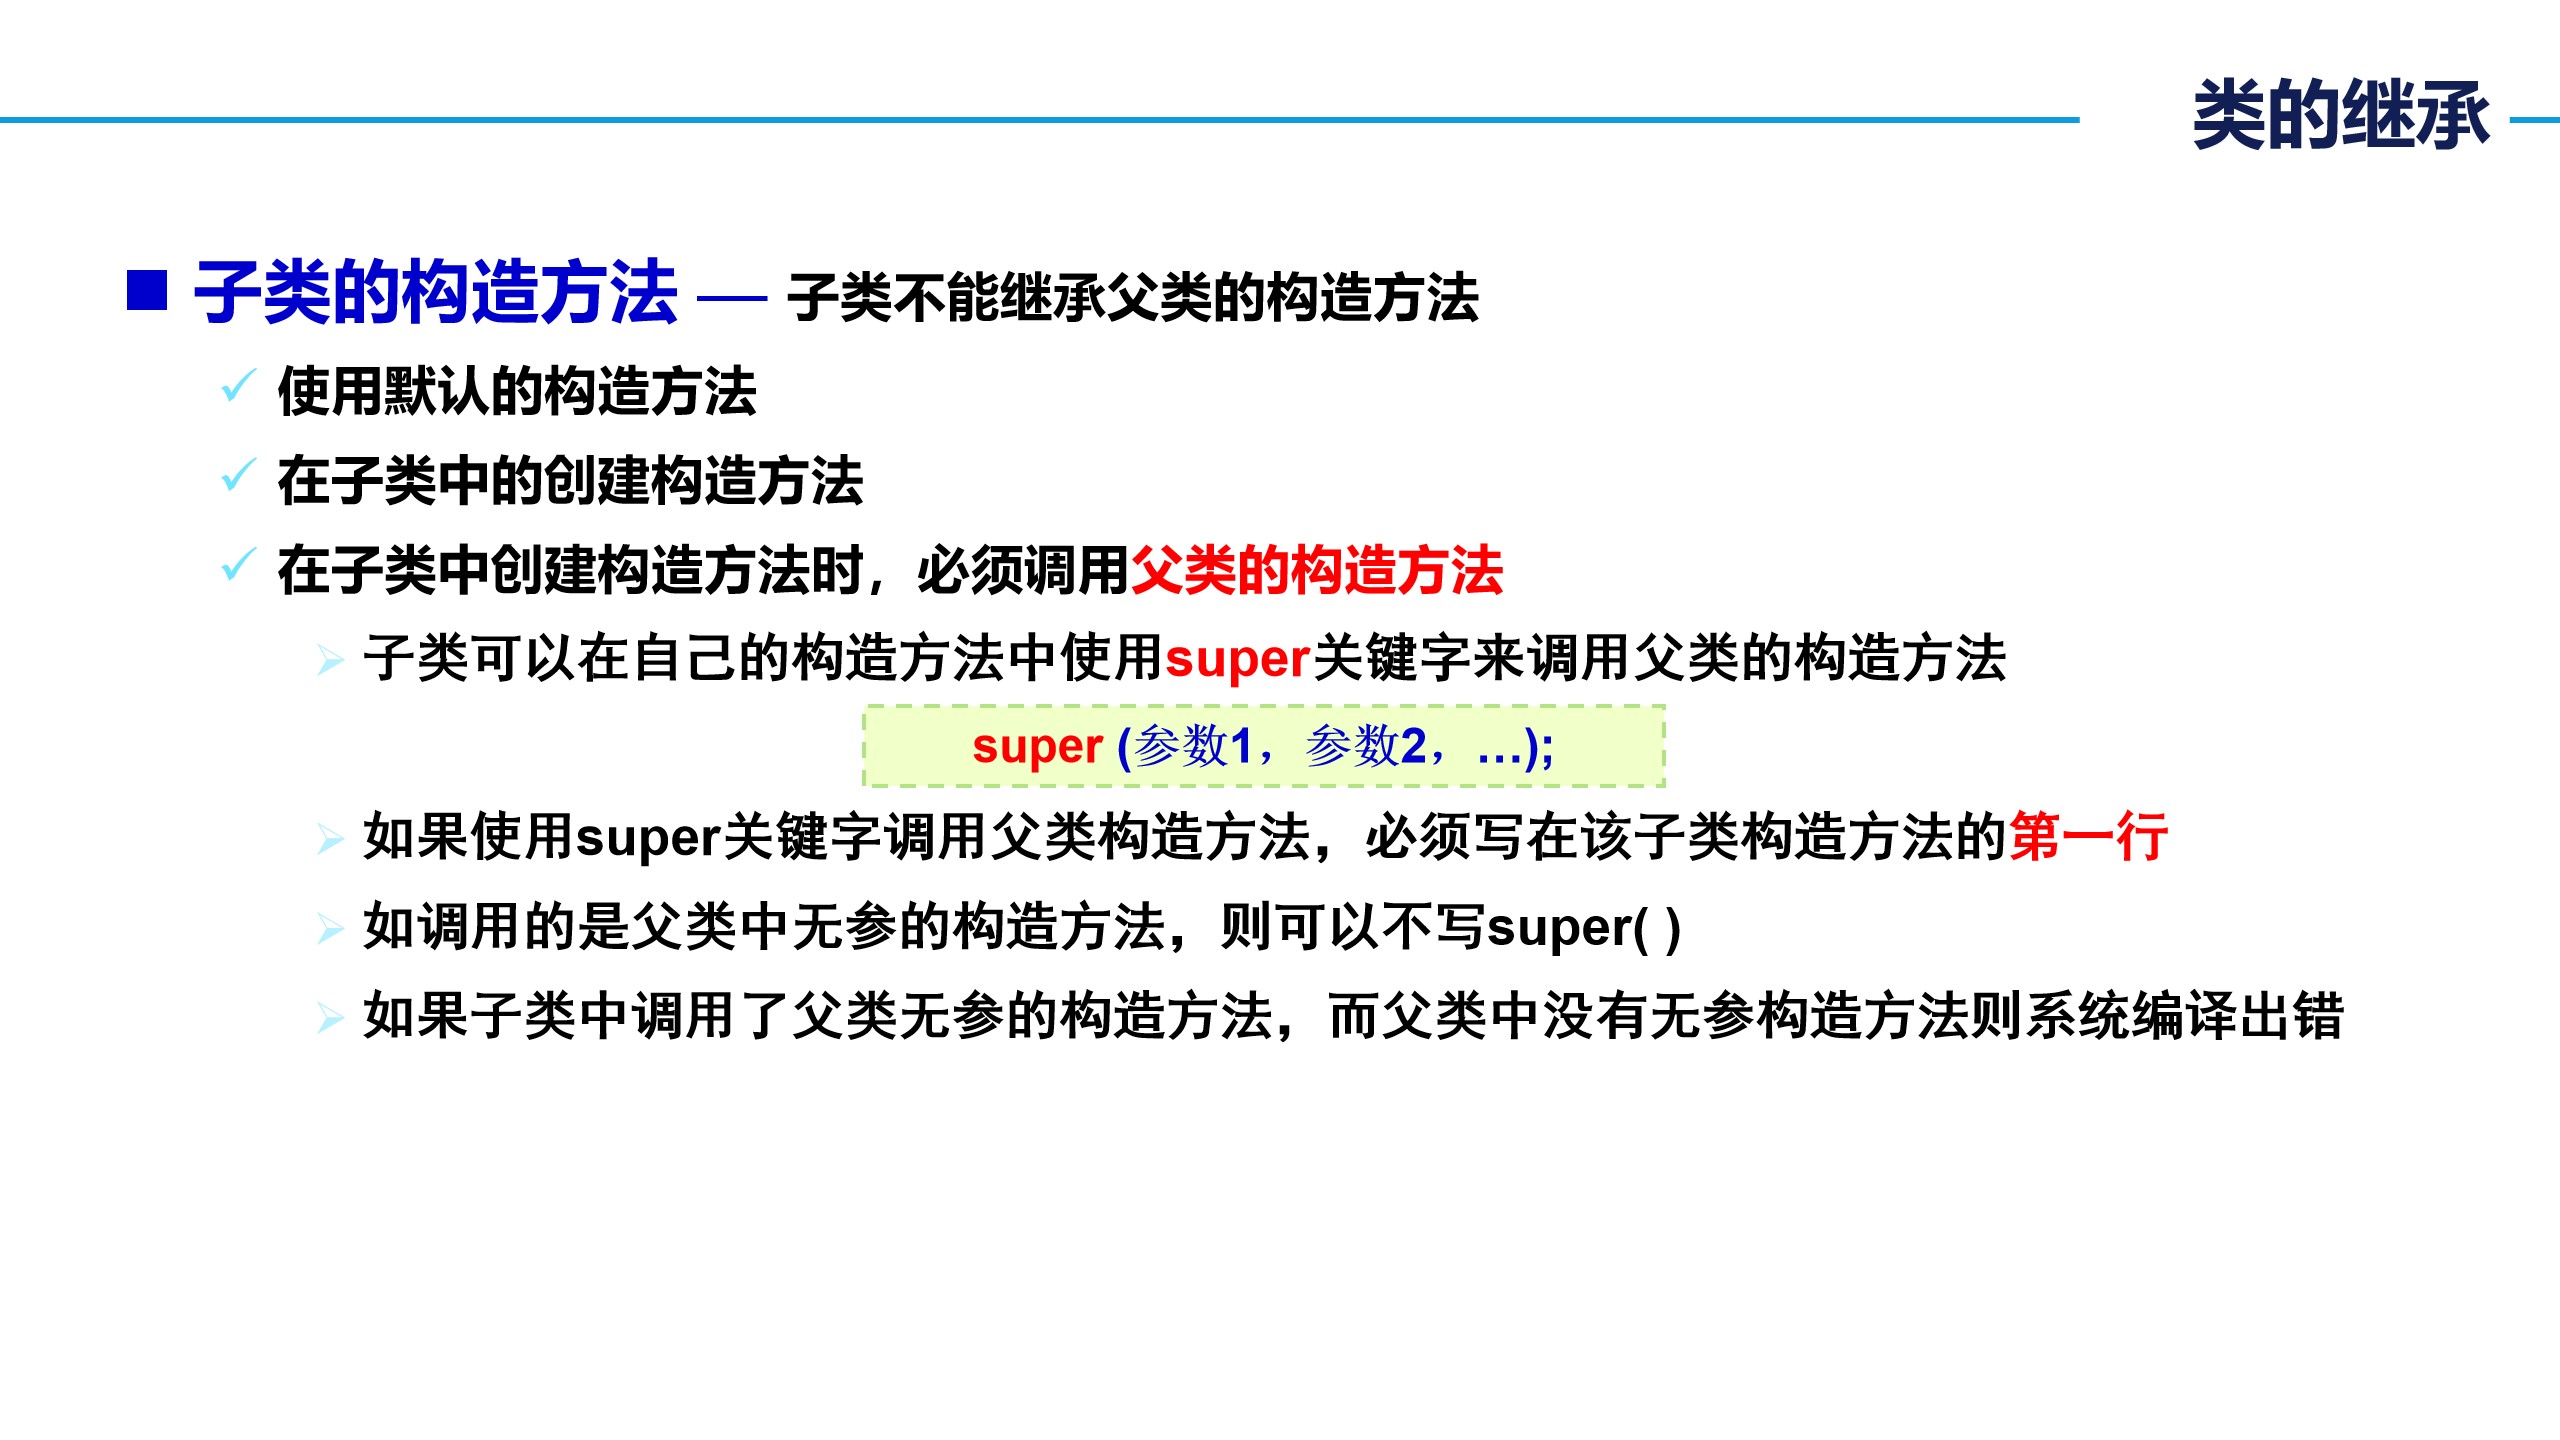 类的继承
子类的构造方法 — 子类不能继承父类的构造方法
使用默认的构造方法
在子类中的创建构造方法
在子类中创建构造方法时，必须调用父类的构造方法
子类可以在自己的构造方法中使用super关键字来调用父类的构造方法
super (参数1，参数2，…);
如果使用super关键字调用父类构造方法，必须写在该子类构造方法的第一行
如调用的是父类中无参的构造方法，则可以不写super( )
如果子类中调用了父类无参的构造方法，而父类中没有无参构造方法则系统编译出错